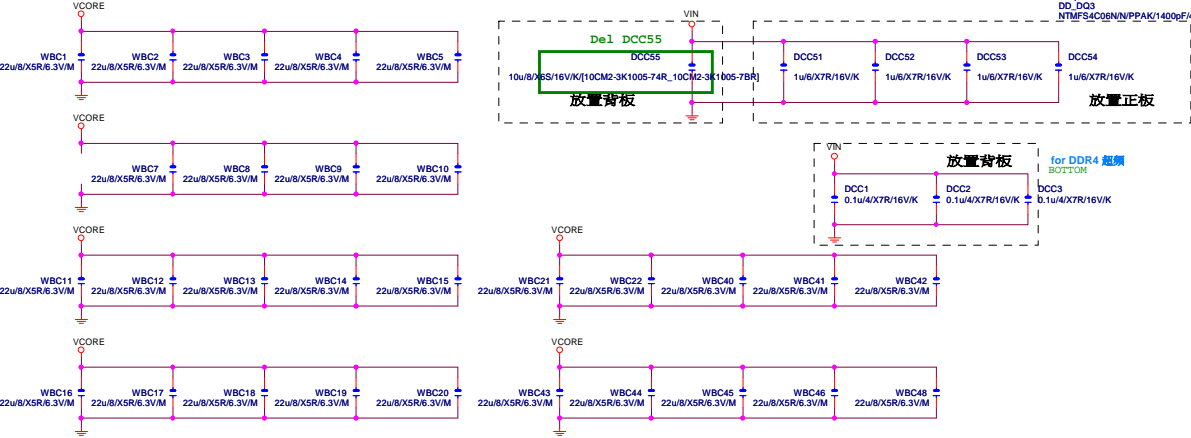 DD_DQ3
NTMFS4C06N/N/PPAK/1400pF/4
VCORE
WBC1 WBC2 WBC3 WBC4 WBC5
22u/8/X5R/6.3V/M 22u/8/X5R/6.3V/M 22u/8/X5R/6.3V/M 22u/8/X5R/6.3V/M 22u/8/X5R/6.3V/M
VIN
Del DCC55
DCC55 DCC51 DCC52 DCC53 DCC54
10u/8/X6S/16V/K/[10CM2-3K1005-74R_10CM2-3K1005-7BR] 1u/6/X7R/16V/K 1u/6/X7R/16V/K 1u/6/X7R/16V/K 1u/6/X7R/16V/K
放置背板 放置正板
VCORE
WBC7 WBC8 WBC9 WBC10
22u/8/X5R/6.3V/M 22u/8/X5R/6.3V/M 22u/8/X5R/6.3V/M 22u/8/X5R/6.3V/M
VIN
放置背板
for DDR4 超頻
BOTTOM
DCC1 DCC2 DCC3
0.1u/4/X7R/16V/K 0.1u/4/X7R/16V/K 0.1u/4/X7R/16V/K
VCORE
WBC11 WBC12 WBC13 WBC14 WBC15
22u/8/X5R/6.3V/M 22u/8/X5R/6.3V/M 22u/8/X5R/6.3V/M 22u/8/X5R/6.3V/M 22u/8/X5R/6.3V/M
VCORE
WBC21 WBC22 WBC40 WBC41 WBC42
22u/8/X5R/6.3V/M 22u/8/X5R/6.3V/M 22u/8/X5R/6.3V/M 22u/8/X5R/6.3V/M 22u/8/X5R/6.3V/M
VCORE
WBC16 WBC17 WBC18 WBC19 WBC20
22u/8/X5R/6.3V/M 22u/8/X5R/6.3V/M 22u/8/X5R/6.3V/M 22u/8/X5R/6.3V/M 22u/8/X5R/6.3V/M
VCORE
WBC43 WBC44 WBC45 WBC46 WBC48
22u/8/X5R/6.3V/M 22u/8/X5R/6.3V/M 22u/8/X5R/6.3V/M 22u/8/X5R/6.3V/M 22u/8/X5R/6.3V/M